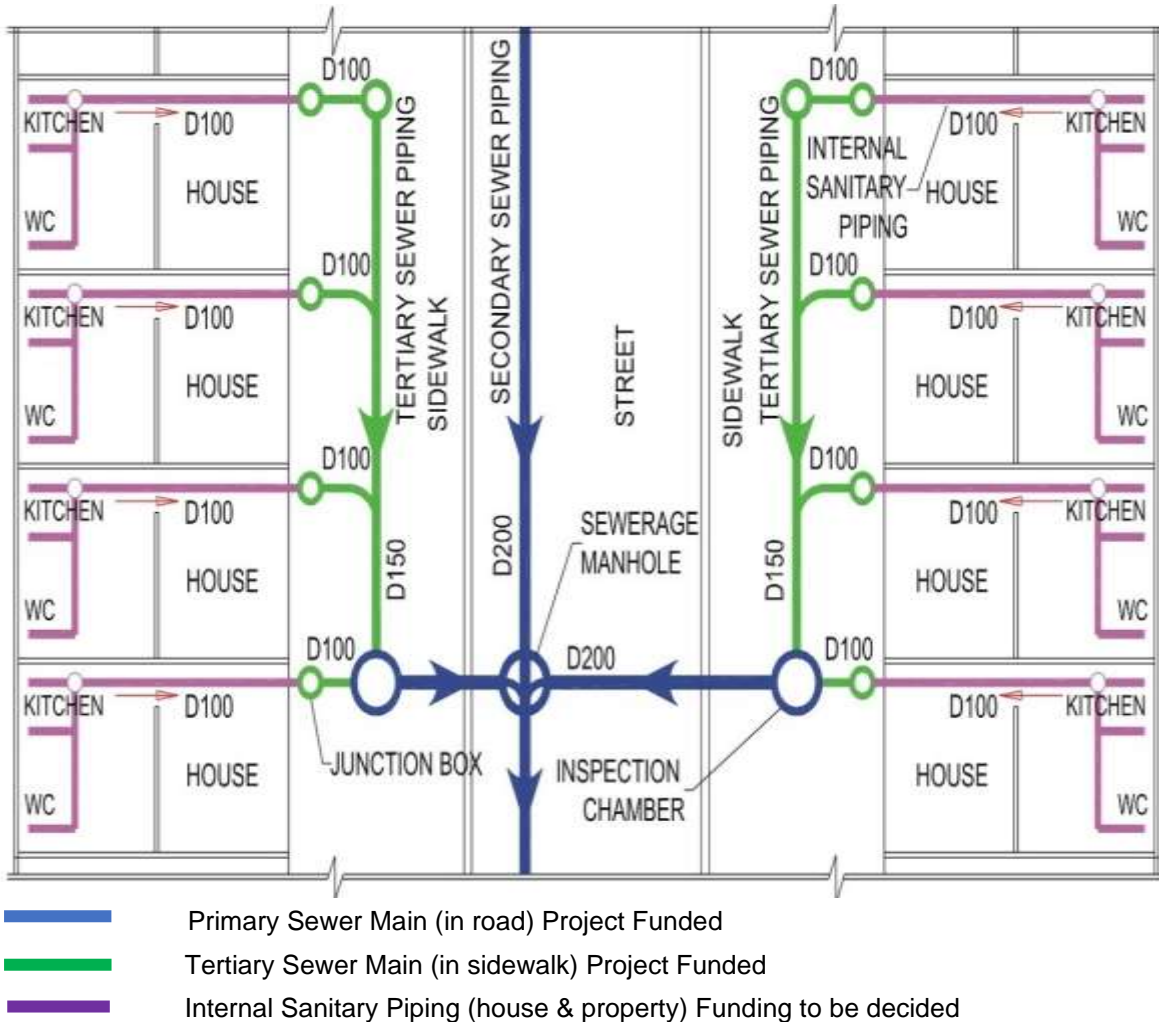 D100
D100
KITCHEN
D100
HOUSE
WC
TERTIARY SEWER PIPING
SIDEWALK
SECONDARY SEWER PIPING
STREET
SIDEWALK
TERTIARY SEWER PIPING
INTERNAL
SANITARY
PIPING
D100
KITCHEN
HOUSE
WC
D100
D100
KITCHEN
D100
HOUSE
WC
D100
KITCHEN
HOUSE
WC
D100
D100
KITCHEN
D100
HOUSE
WC
D150
D200
SEWERAGE
MANHOLE
D150
D100
KITCHEN
HOUSE
WC
D100
D200
D100
KITCHEN
D100
HOUSE
WC
JUNCTION BOX
INSPECTION
CHAMBER
D100
KITCHEN
HOUSE
WC
Primary Sewer Main (in road) Project Funded
Tertiary Sewer Main (in sidewalk) Project Funded
Internal Sanitary Piping (house & property) Funding to be decided